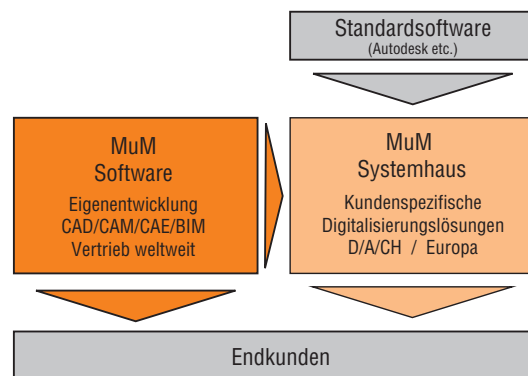 Standardsoftware
(Autodesk etc.)
MuM
Software
Eigenentwicklung
CAD/CAM/CAE/BIM
Vertrieb weltweit
MuM
Systemhaus
Kundenspezifische
Digitalisierungslösungen
D/A/CH / Europa
Endkunden